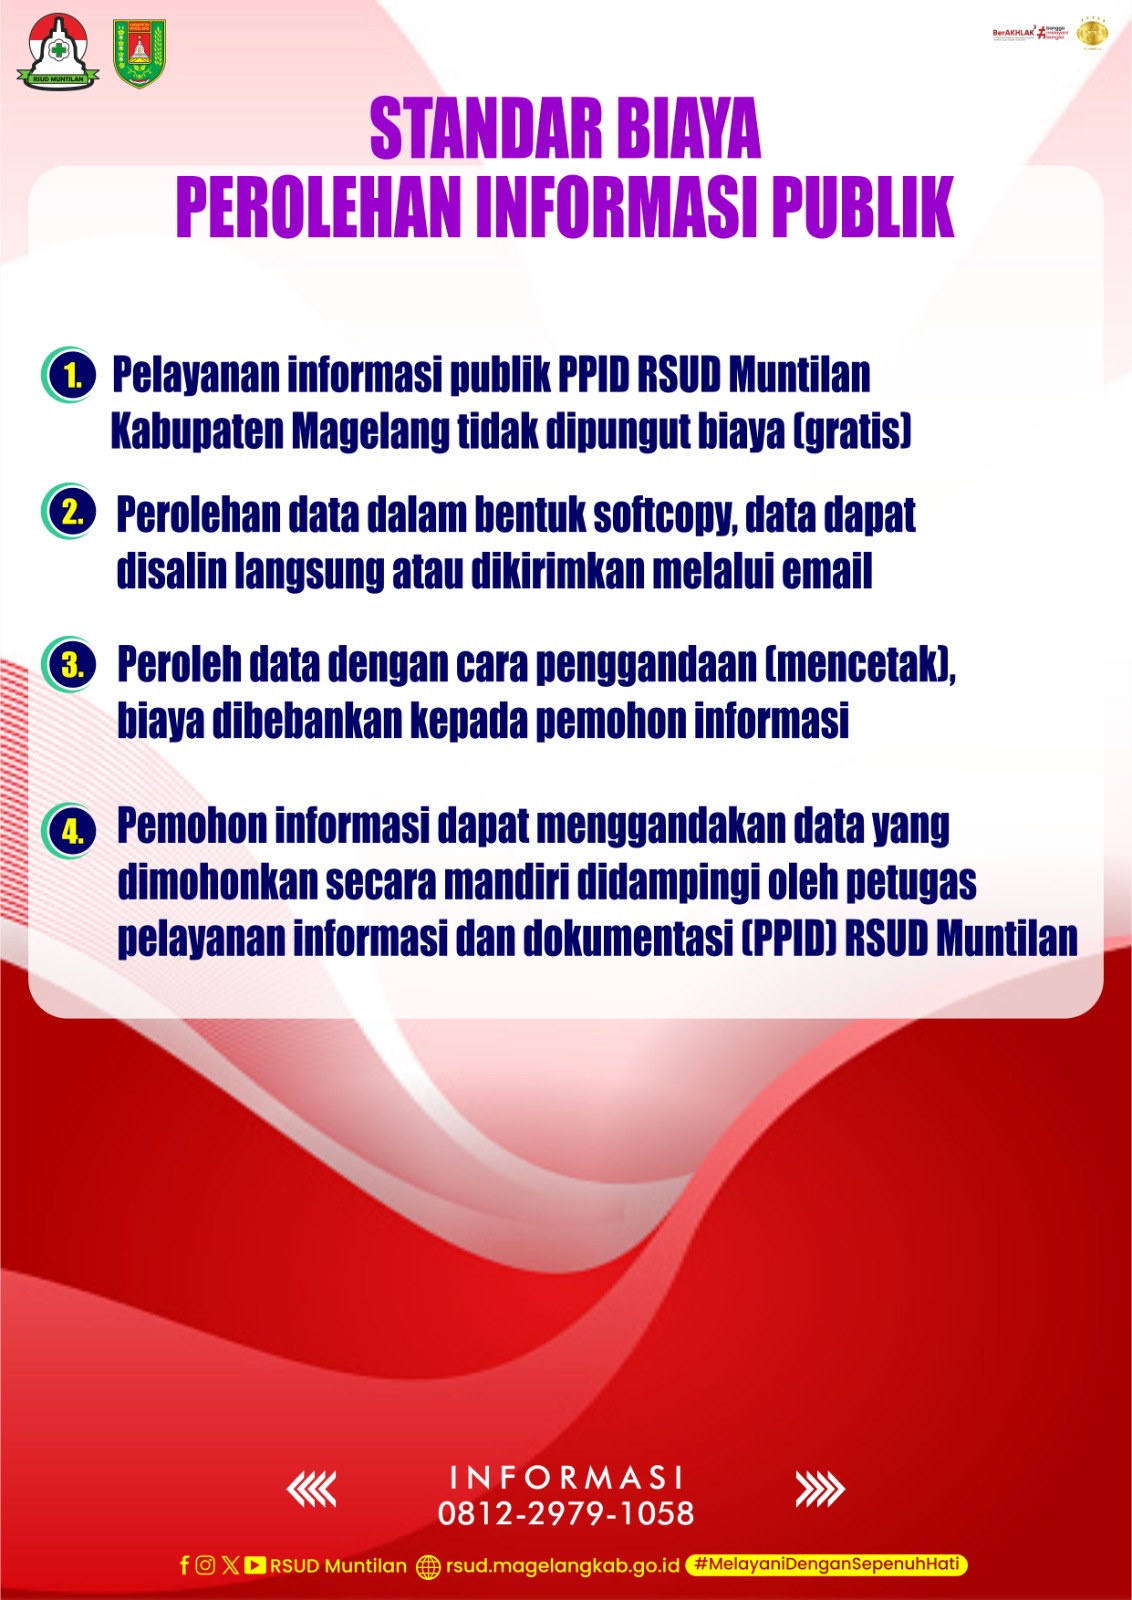 RSUD MUNTILAN
BerAKHLAK
bangga
melayani
bangsa
STANDAR BIAYA
PEROLEHAN INFORMASI PUBLIK
1. Pelayanan informasi publik PPID RSUD Muntilan
Kabupaten Magelang tidak dipungut biaya (gratis)
2. Perolehan data dalam bentuk softcopy, data dapat
disalin langsung atau dikirimkan melalui email
3. Peroleh data dengan cara penggandaan (mencetak),
biaya dibebankan kepada pemohon informasi
4. Pemohon informasi dapat menggandakan data yang
dimohonkan secara mandiri didampingi oleh petugas
pelayanan informasi dan dokumentasi (PPID) RSUD Muntilan
INFORMASI
0812-2979-1058
RSUD Muntilan rsud.magelangkab.go.id #MelayaniDenganSepenuhHati